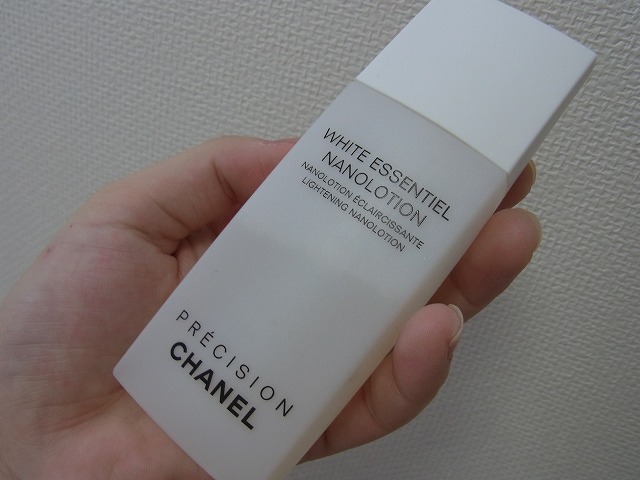 WHITE ESSENTIEL
NANOLOTION
NANOLOTION ÉCLAIRCISSANTE
LIGHTENING NANOLOTION
PRÉCISION
CHANEL